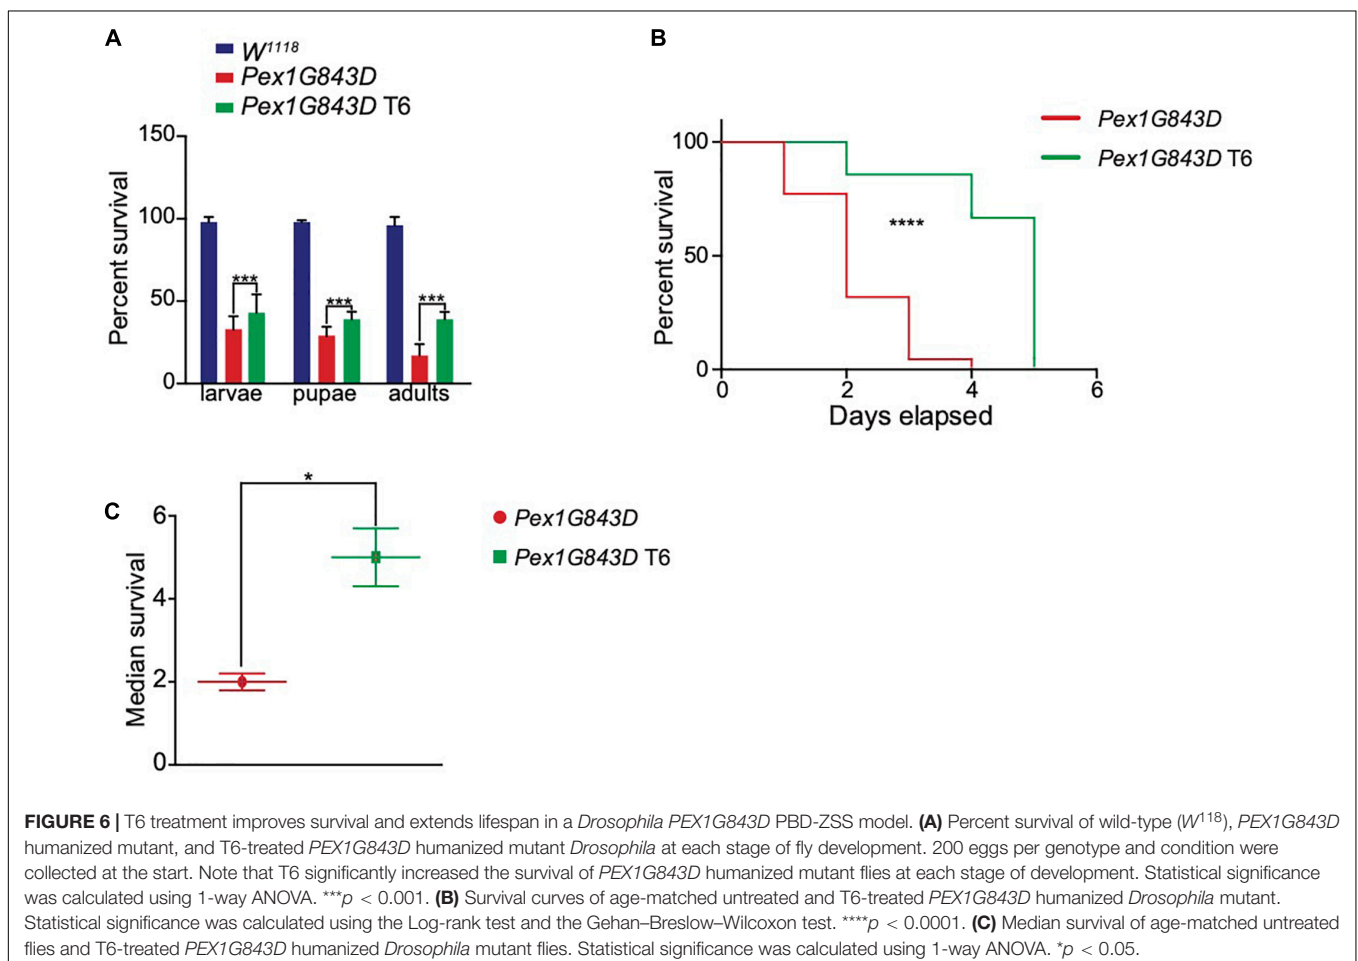 A
W1118
Pex1G843D
Pex1G843D T6
150
100
50
0
Percent survival
***
***
***
larvae pupae adults
B
Pex1G843D
Pex1G843D T6
100
50
0
Percent survival
****
0 2 4 6
Days elapsed
C
*
Pex1G843D
Pex1G843D T6
6
4
2
0
Median survival
FIGURE 6 | T6 treatment improves survival and extends lifespan in a Drosophila PEX1G843D PBD-ZSS model. (A) Percent survival of wild-type (W118), PEX1G843D
humanized mutant, and T6-treated PEX1G843D humanized mutant Drosophila at each stage of fly development. 200 eggs per genotype and condition were
collected at the start. Note that T6 significantly increased the survival of PEX1G843D humanized mutant flies at each stage of development. Statistical significance
was calculated using 1-way ANOVA. ***p < 0.001. (B) Survival curves of age-matched untreated and T6-treated PEX1G843D humanized Drosophila mutant.
Statistical significance was calculated using the Log-rank test and the Gehan–Breslow–Wilcoxon test. ****p < 0.0001. (C) Median survival of age-matched untreated
flies and T6-treated PEX1G843D humanized Drosophila mutant flies. Statistical significance was calculated using 1-way ANOVA. *p < 0.05.